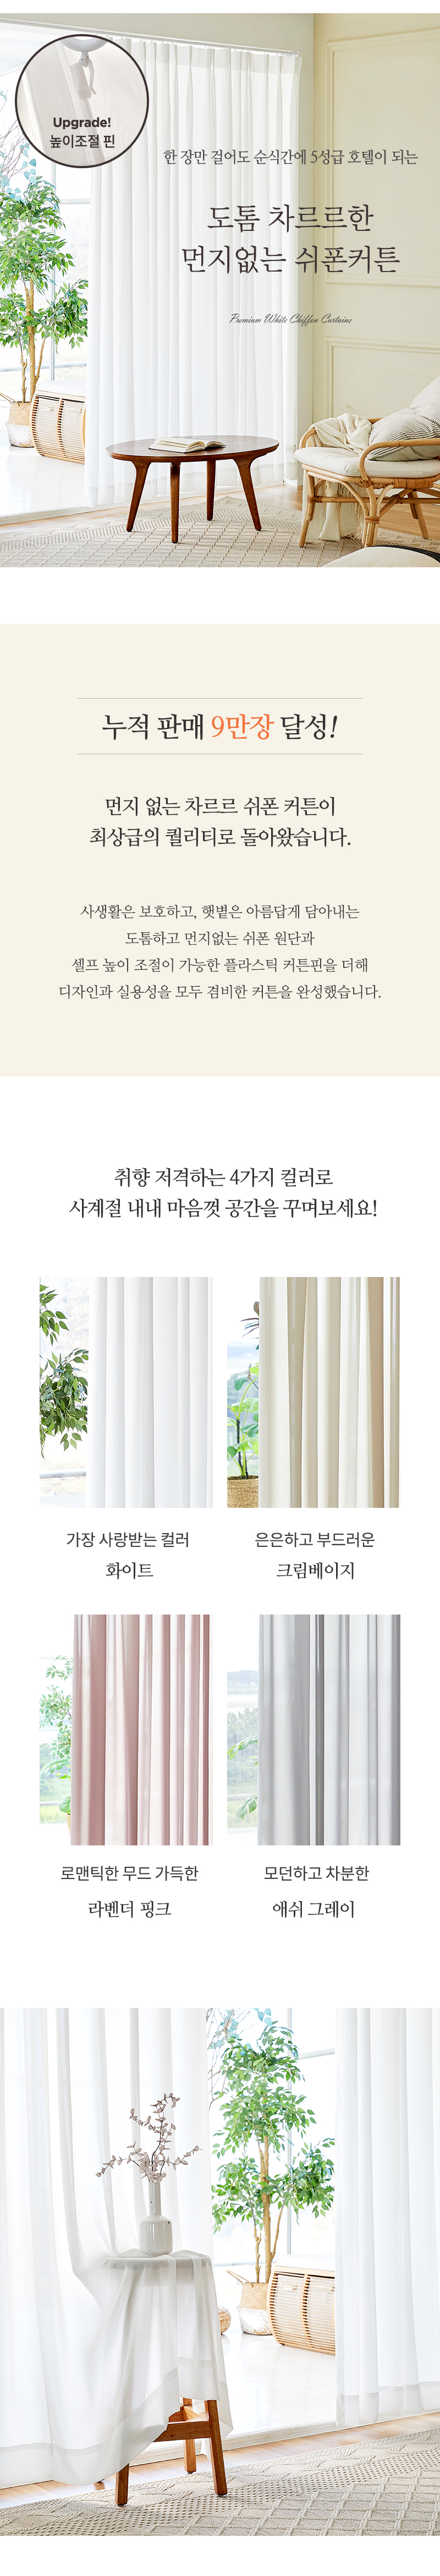 Upgrade!
높이조절 핀
한 장만 걸어도 순식간에 5성급 호텔이 되는
도톰 차르르한
먼지없는 쉬폰커튼
Premium White Chiffon Curtains
누적 판매 9만장 달성!
먼지 없는 차르르 쉬폰 커튼이
최상급의 퀄리티로 돌아왔습니다.
사생활은 보호하고, 햇볕은 아름답게 담아내는
도톰하고 먼지없는 쉬폰 원단과
셀프 높이 조절이 가능한 플라스틱 커튼핀을 더해
디자인과 실용성을 모두 겸비한 커튼을 완성했습니다.
취향 저격하는 4가지 컬러로
사계절 내내 마음껏 공간을 꾸며보세요!
가장 사랑받는 컬러
화이트
은은하고 부드러운
크림베이지
로맨틱한 무드 가득한
라벤더 핑크
모던하고 차분한
애쉬 그레이